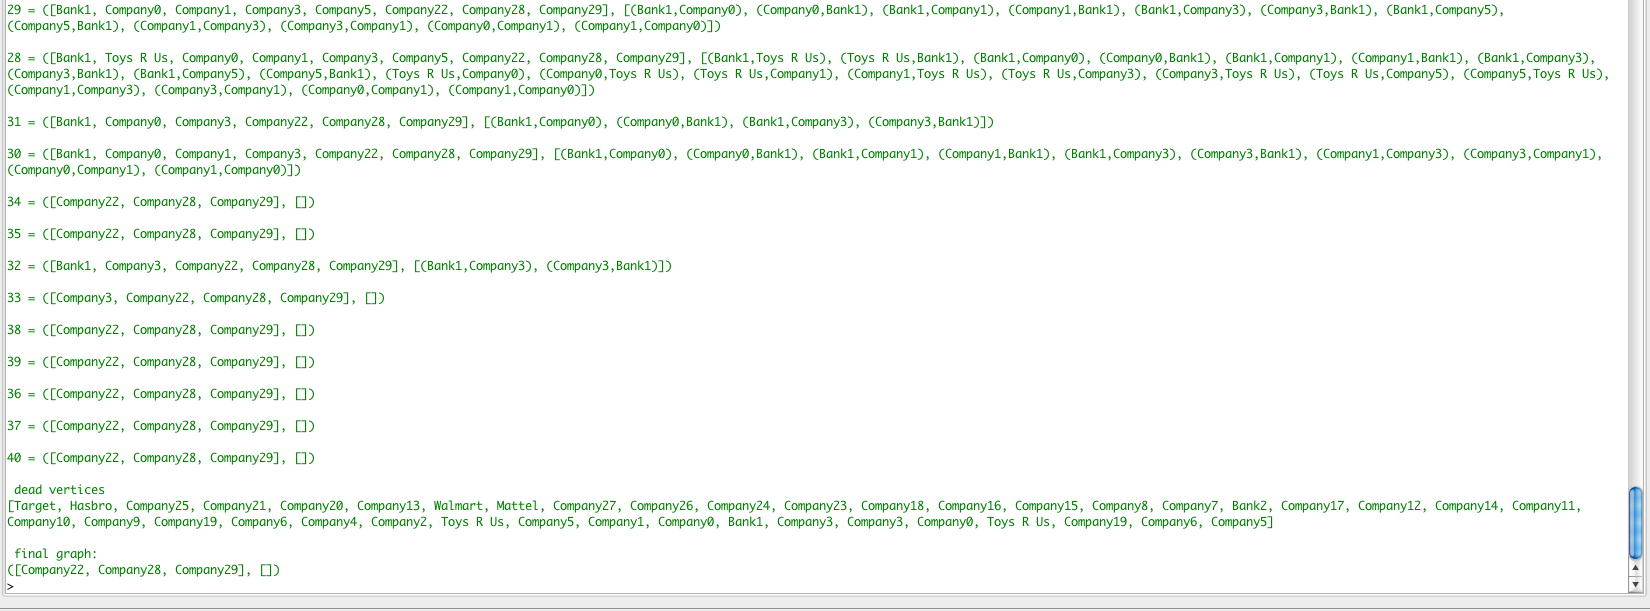 29 = ([Bank1, Company0, Company1, Company3, Company5, Company22, Company28, Company29], [(Bank1,Company0), (Company0,Bank1), (Bank1,Company1), (Company1,Bank1), (Bank1,Company3), (Company3,Bank1), (Bank1,Company5),
(Company5,Bank1), (Company1,Company3), (Company3,Company1), (Company0,Company1), (Company1,Company0)])
28 = ([Bank1, Toys R Us, Company0, Company1, Company3, Company5, Company22, Company28, Company29], [(Bank1,Toys R Us), (Toys R Us,Bank1), (Bank1,Company0), (Company0,Bank1), (Bank1,Company1), (Company1,Bank1), (Bank1,Company3),
(Company3,Bank1), (Bank1,Company5), (Company5,Bank1), (Toys R Us,Company0), (Company0,Toys R Us), (Toys R Us,Company1), (Company1,Toys R Us), (Toys R Us,Company3), (Company3,Toys R Us), (Toys R Us,Company5), (Company5,Toys R Us),
(Company1,Company3), (Company3,Company1), (Company0,Company1), (Company1,Company0)])
31 = ([Bank1, Company0, Company3, Company22, Company28, Company29], [(Bank1,Company0), (Company0,Bank1), (Bank1,Company3), (Company3,Bank1)])
30 = ([Bank1, Company0, Company1, Company3, Company22, Company28, Company29], [(Bank1,Company0), (Company0,Bank1), (Bank1,Company1), (Company1,Bank1), (Bank1,Company3), (Company3,Bank1), (Company1,Company3), (Company3,Company1),
(Company0,Company1), (Company1,Company0)])
34 = ([Company22, Company28, Company29], [])
35 = ([Company22, Company28, Company29], [])
32 = ([Bank1, Company3, Company22, Company28, Company29], [(Bank1,Company3), (Company3,Bank1)])
33 = ([Company3, Company22, Company28, Company29], [])
38 = ([Company22, Company28, Company29], [])
39 = ([Company22, Company28, Company29], [])
36 = ([Company22, Company28, Company29], [])
37 = ([Company22, Company28, Company29], [])
40 = ([Company22, Company28, Company29], [])
dead vertices
[Target, Hasbro, Company25, Company21, Company20, Company13, Walmart, Mattel, Company27, Company26, Company24, Company23, Company18, Company16, Company15, Company8, Company7, Bank2, Company17, Company12, Company14, Company11,
Company10, Company9, Company19, Company6, Company4, Company2, Toys R Us, Company5, Company1, Company0, Bank1, Company3, Company3, Company0, Toys R Us, Company19, Company6, Company5]
final graph:
([Company22, Company28, Company29], [])
>